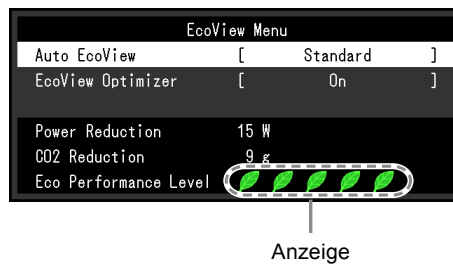 EcoView Menu
Auto EcoView [ Standard ]
EcoView Optimizer [ On ]
Power Reduction 15 W
CO2 Reduction 9 g
Eco Performance Level
Anzeige